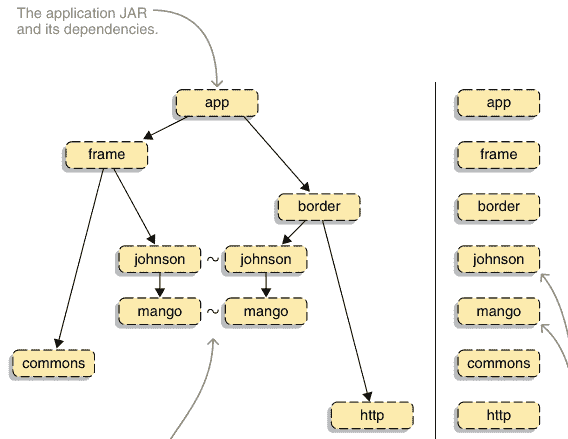 The application JAR
and its dependencies.
app
frame
border
johnson ~ johnson
mango ~ mango
commons
http
app
frame
border
johnson
mango
commons
http